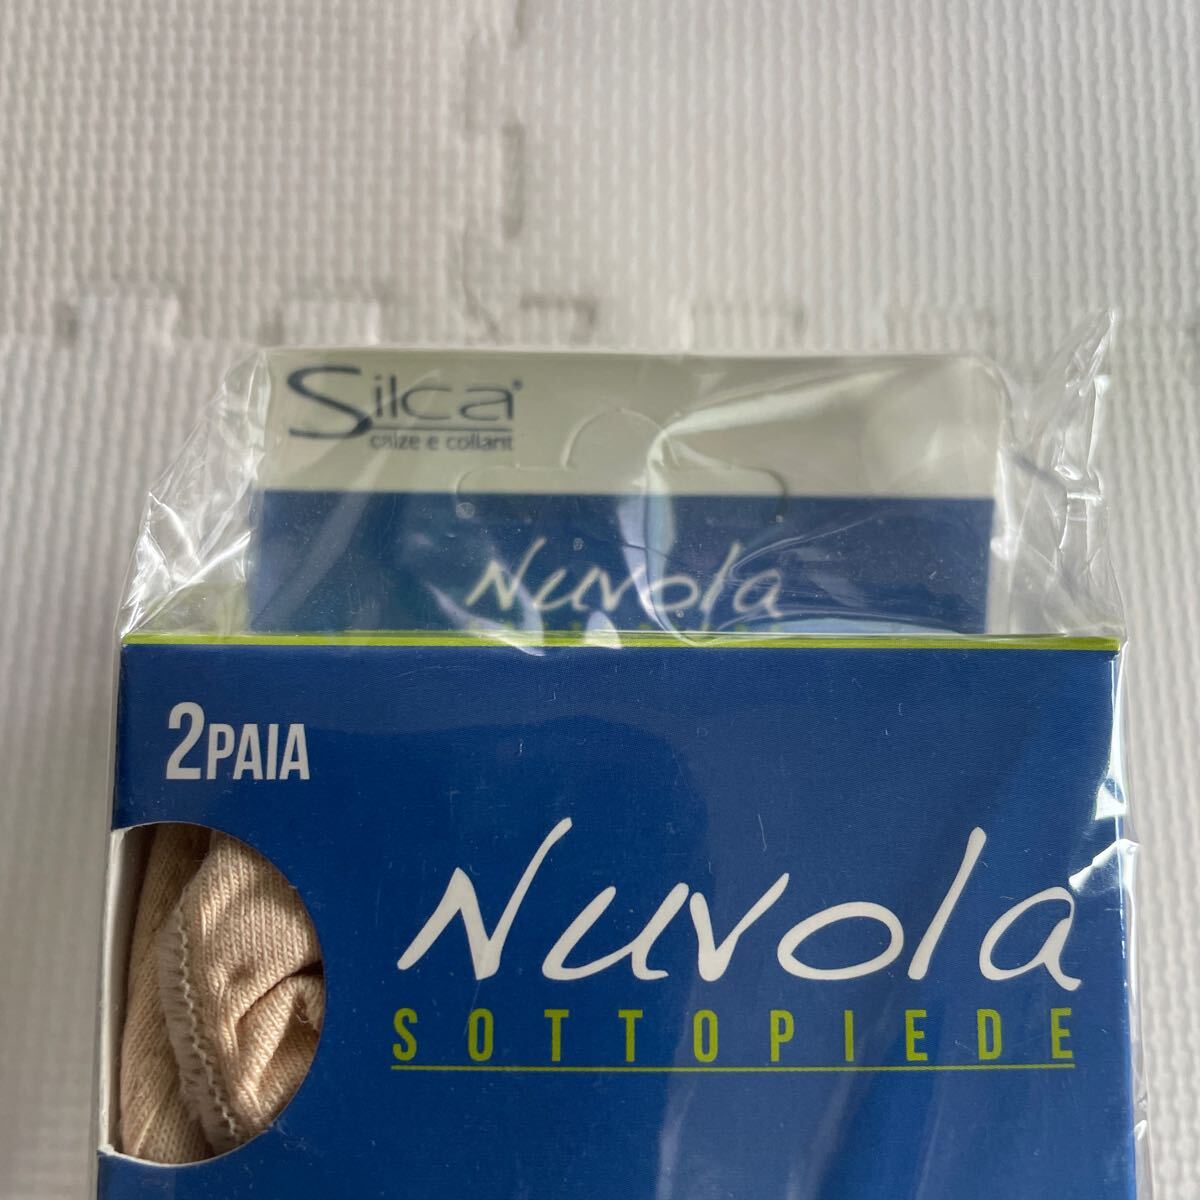 Silca®
calze e collant
Nuvola
2PAIA
Nuvola
SOTTOPIEDE